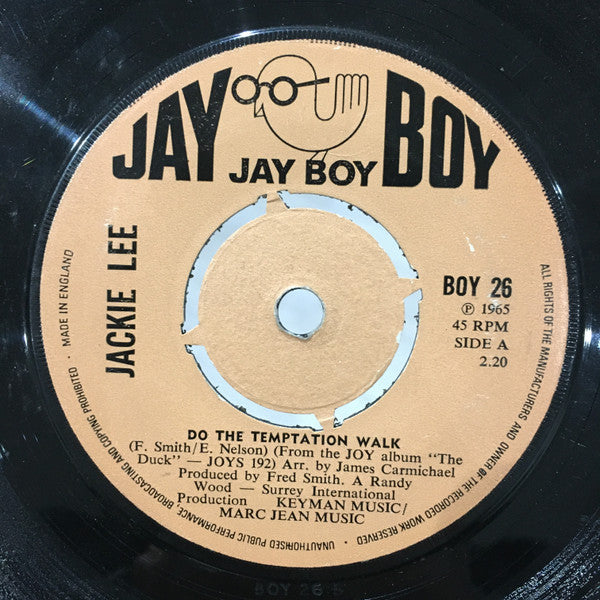 JAY BOY
JAY BOY
JACKIE LEE
BOY 26
℗ 1965
45 RPM
SIDE A
2.20
DO THE TEMPTATION WALK
(F. Smith/E. Nelson) (From the JOY album "The
Duck" — JOYS 192) Arr. by James Carmichael
Produced by Fred Smith. A Randy
Wood — Surrey International
Production KEYMAN MUSIC/
MARC JEAN MUSIC
ALL RIGHTS OF THE MANUFACTURERS AND OWNER OF THE RECORDED WORK RESERVED · UNAUTHORISED PUBLIC PERFORMANCE, BROADCASTING AND COPYING PROHIBITED · MADE IN ENGLAND
BOY 26